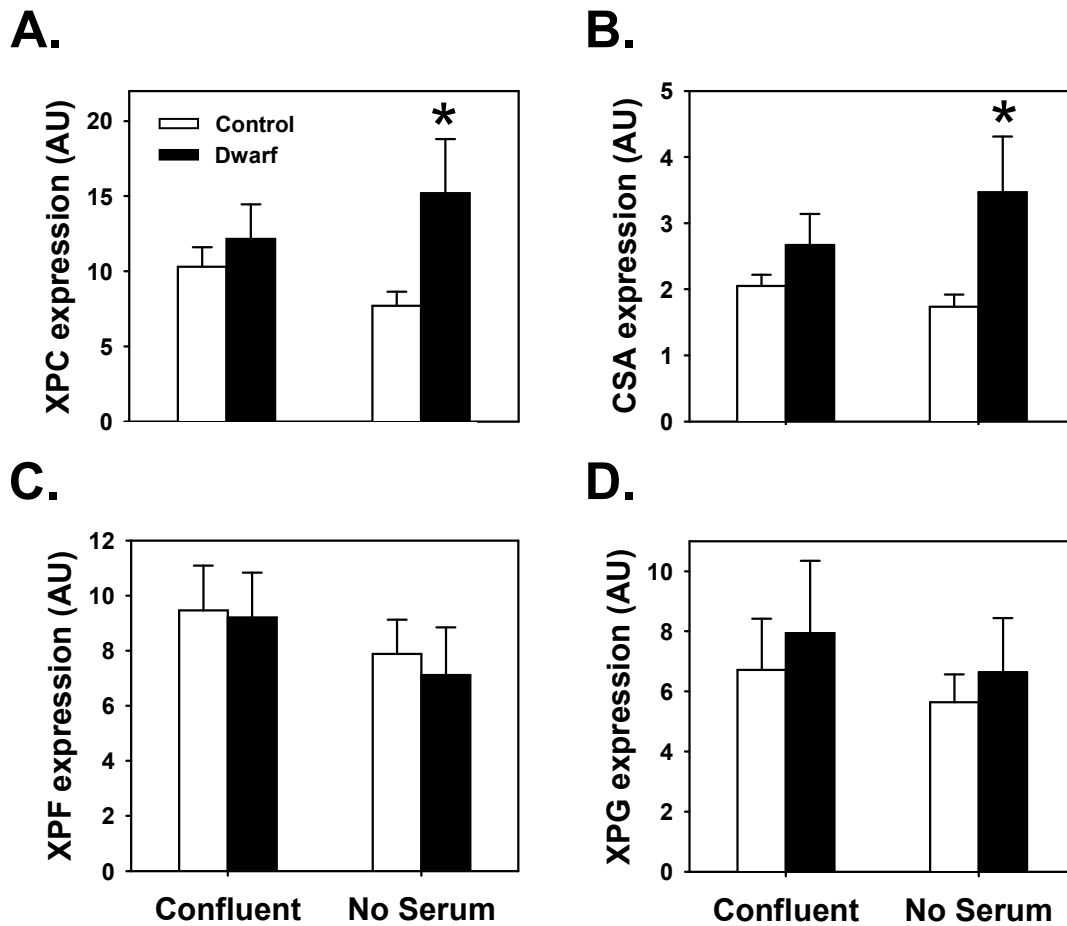 A.
XPC expression (AU)
20
15
10
5
0
Control
Dwarf
*
B.
CSA expression (AU)
5
4
3
2
1
0
*
C.
XPF expression (AU)
12
10
8
6
4
2
0
Confluent No Serum
D.
XPG expression (AU)
10
8
6
4
2
0
Confluent No Serum